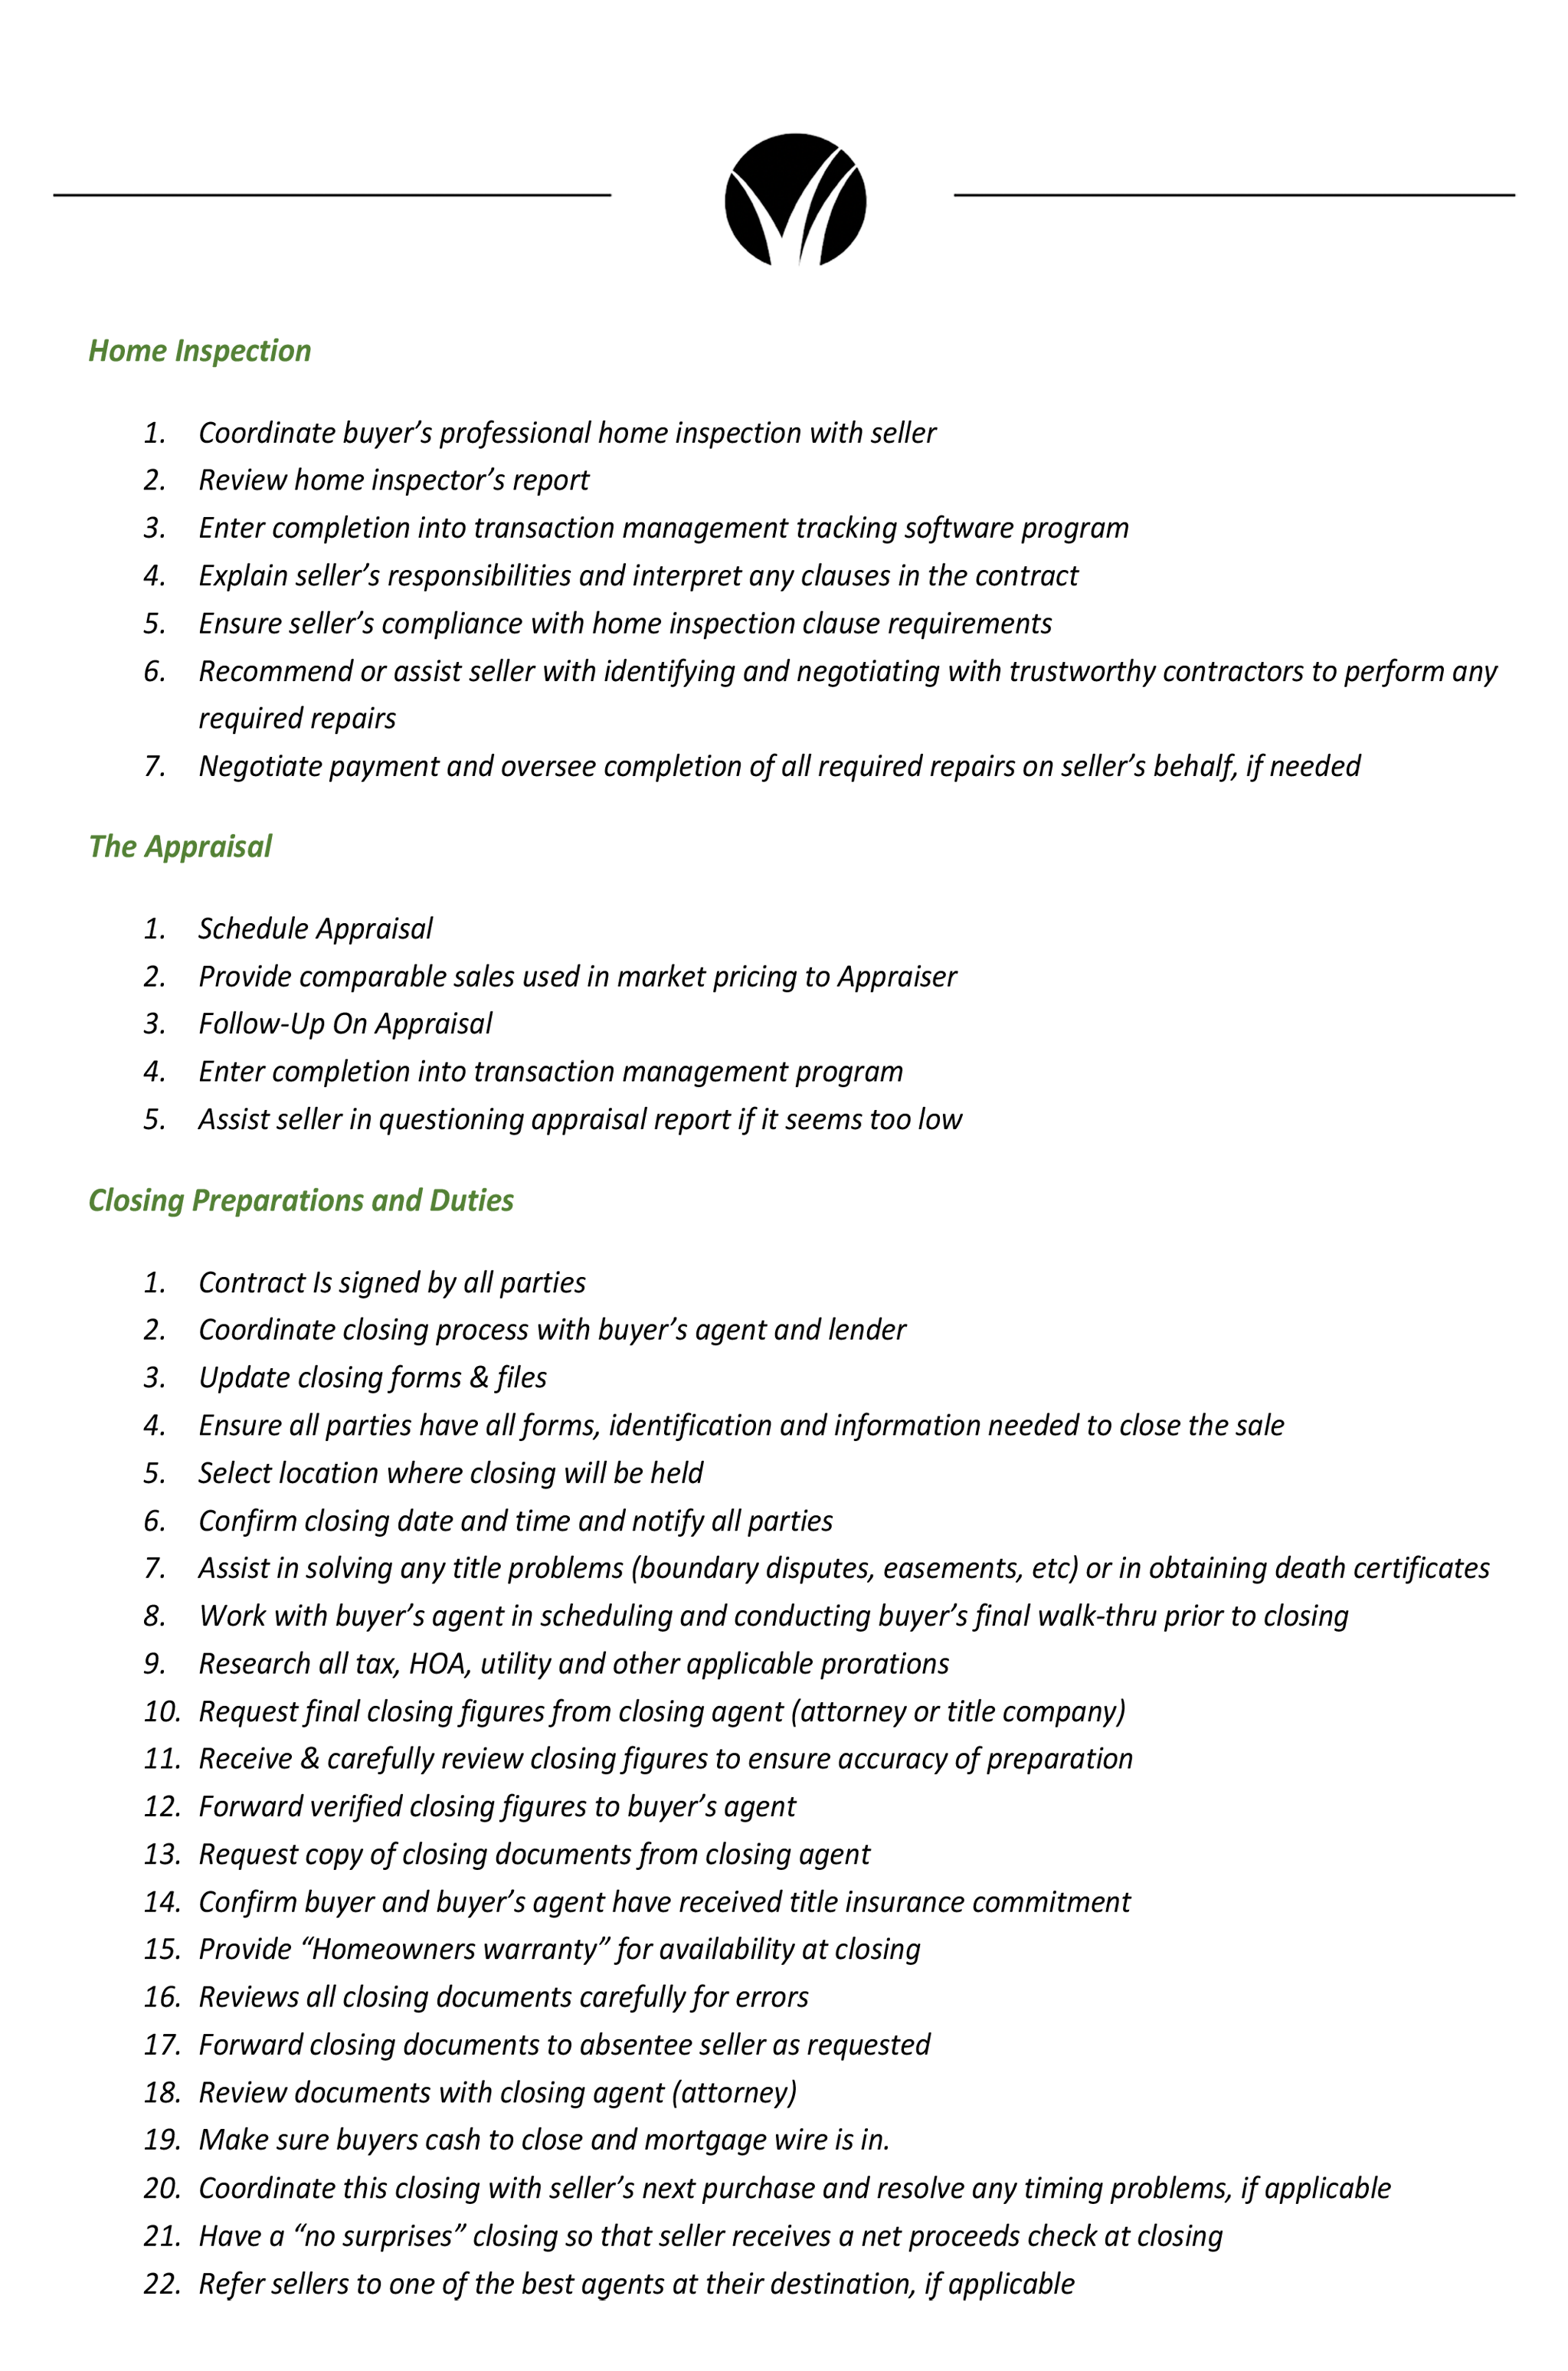 Home Inspection
1. Coordinate buyer’s professional home inspection with seller
2. Review home inspector’s report
3. Enter completion into transaction management tracking software program
4. Explain seller’s responsibilities and interpret any clauses in the contract
5. Ensure seller’s compliance with home inspection clause requirements
6. Recommend or assist seller with identifying and negotiating with trustworthy contractors to perform any
required repairs
7. Negotiate payment and oversee completion of all required repairs on seller’s behalf, if needed
The Appraisal
1. Schedule Appraisal
2. Provide comparable sales used in market pricing to Appraiser
3. Follow-Up On Appraisal
4. Enter completion into transaction management program
5. Assist seller in questioning appraisal report if it seems too low
Closing Preparations and Duties
1. Contract Is signed by all parties
2. Coordinate closing process with buyer’s agent and lender
3. Update closing forms & files
4. Ensure all parties have all forms, identification and information needed to close the sale
5. Select location where closing will be held
6. Confirm closing date and time and notify all parties
7. Assist in solving any title problems (boundary disputes, easements, etc) or in obtaining death certificates
8. Work with buyer’s agent in scheduling and conducting buyer’s final walk-thru prior to closing
9. Research all tax, HOA, utility and other applicable prorations
10. Request final closing figures from closing agent (attorney or title company)
11. Receive & carefully review closing figures to ensure accuracy of preparation
12. Forward verified closing figures to buyer’s agent
13. Request copy of closing documents from closing agent
14. Confirm buyer and buyer’s agent have received title insurance commitment
15. Provide “Homeowners warranty” for availability at closing
16. Reviews all closing documents carefully for errors
17. Forward closing documents to absentee seller as requested
18. Review documents with closing agent (attorney)
19. Make sure buyers cash to close and mortgage wire is in.
20. Coordinate this closing with seller’s next purchase and resolve any timing problems, if applicable
21. Have a “no surprises” closing so that seller receives a net proceeds check at closing
22. Refer sellers to one of the best agents at their destination, if applicable